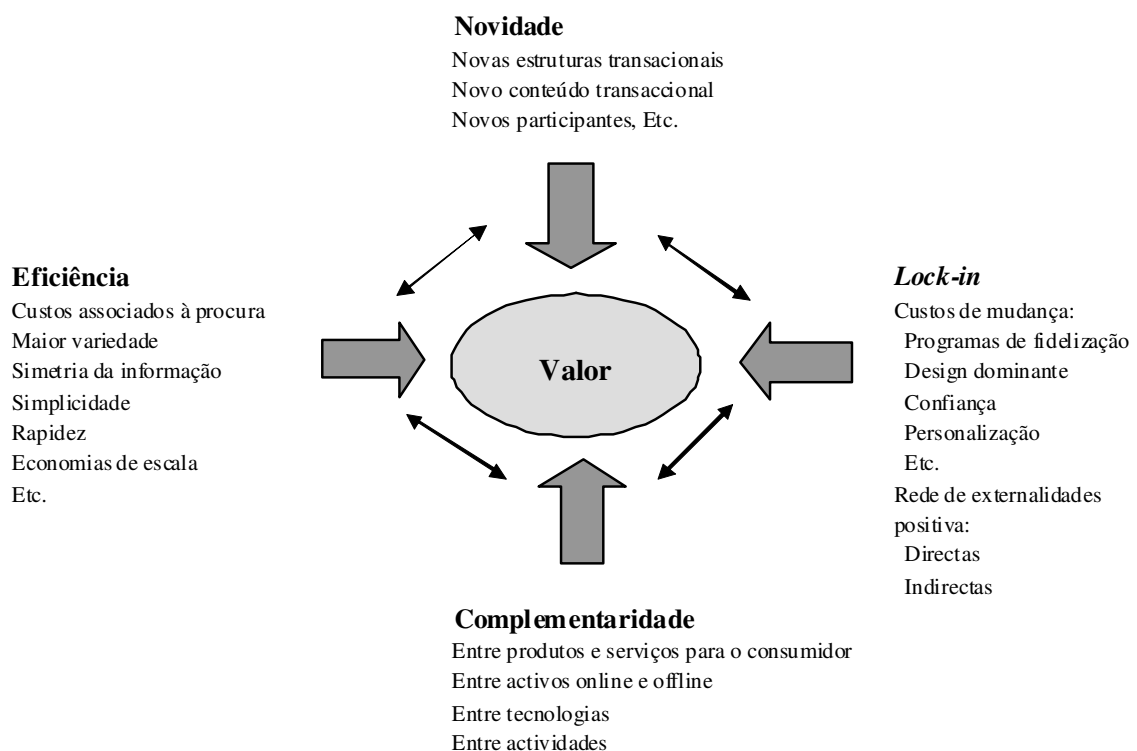 Novidade
Novas estruturas transacionais
Novo conteúdo transaccional
Novos participantes, Etc.
Eficiência
Custos associados à procura
Maior variedade
Simetria da informação
Simplicidade
Rapidez
Economias de escala
Etc.
Valor
Lock-in
Custos de mudança:
Programas de fidelização
Design dominante
Confiança
Personalização
Etc.
Rede de externalidades
positiva:
Directas
Indirectas
Complementaridade
Entre produtos e serviços para o consumidor
Entre activos online e offline
Entre tecnologias
Entre actividades